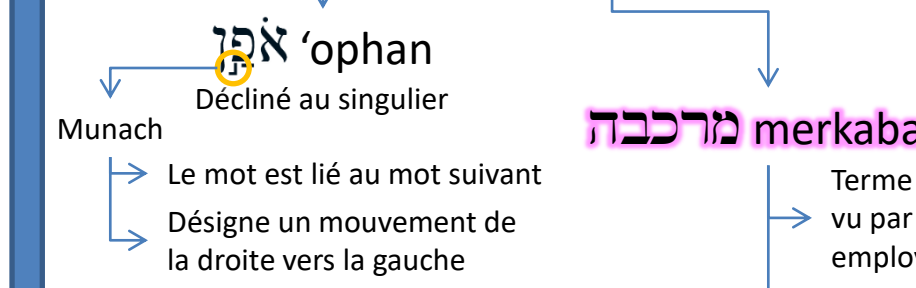 אֹפַ֣ן ‘ophan
Décliné au singulier
Munach
Le mot est lié au mot suivant
Désigne un mouvement de
la droite vers la gauche
מרכבה merkaba
Terme
vu par
employ